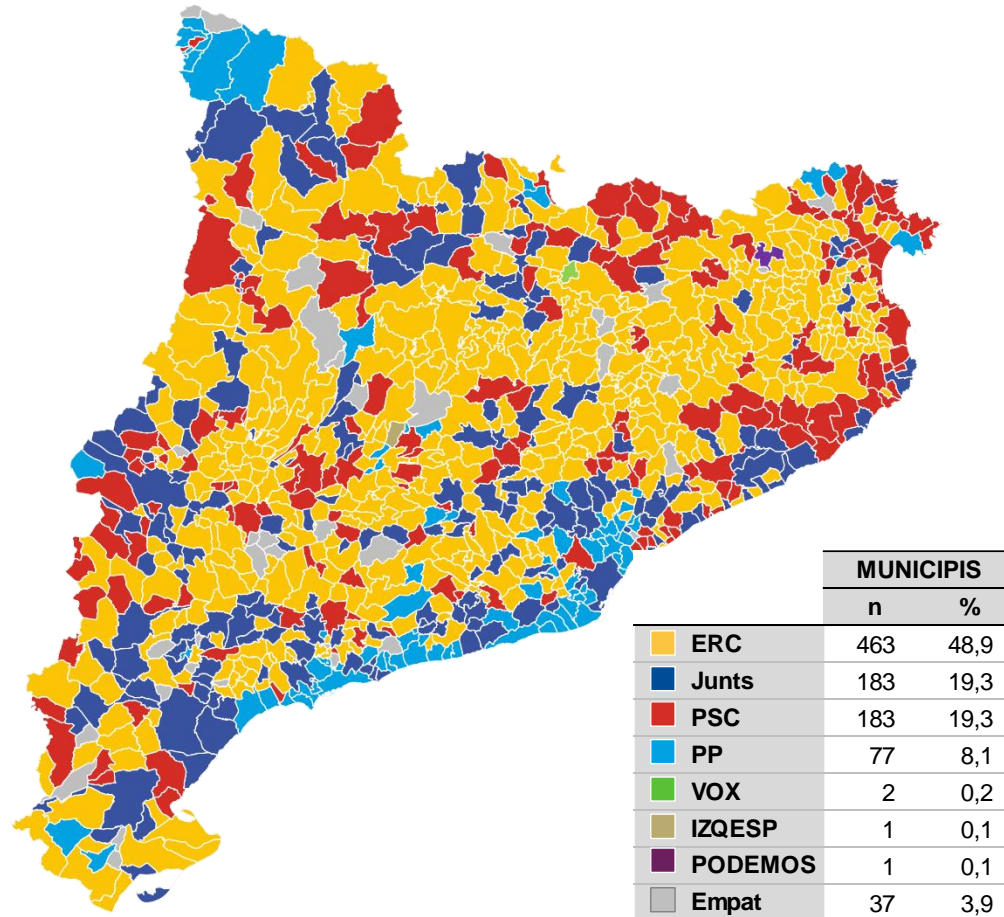 MUNICIPIS
n %
ERC 463 48,9
Junts 183 19,3
PSC 183 19,3
PP 77 8,1
VOX 2 0,2
IZQESP 1 0,1
PODEMOS 1 0,1
Empat 37 3,9